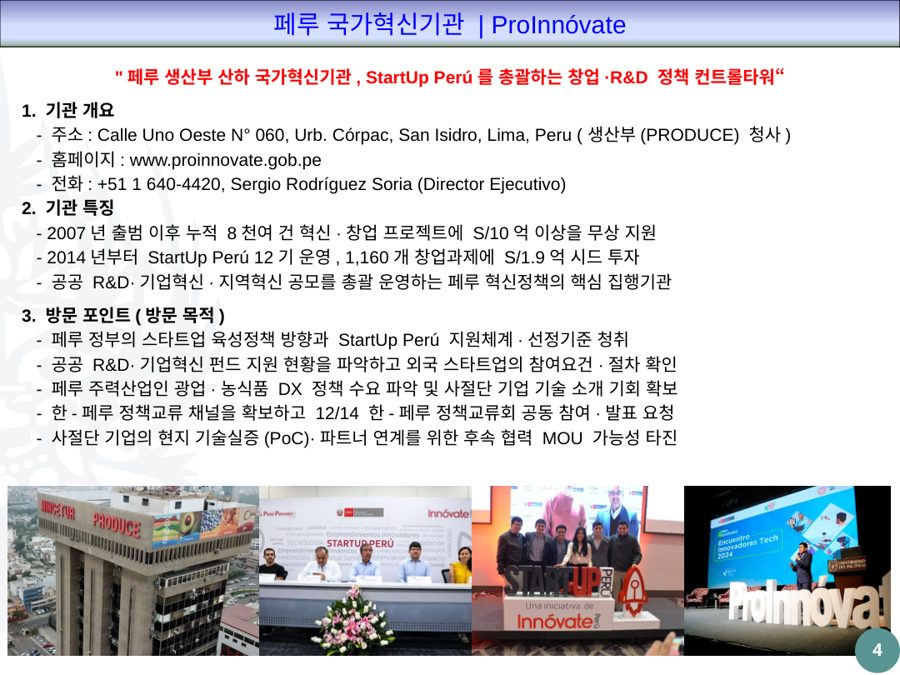 페루 국가혁신기관 | ProInnóvate
" 페루 생산부 산하 국가혁신기관 , StartUp Perú 를 총괄하는 창업 ·R&D 정책 컨트롤타워“
1. 기관 개요
- 주소 : Calle Uno Oeste N° 060, Urb. Córpac, San Isidro, Lima, Peru ( 생산부 (PRODUCE) 청사 )
- 홈페이지 : www.proinnovate.gob.pe
- 전화 : +51 1 640-4420, Sergio Rodríguez Soria (Director Ejecutivo)
2. 기관 특징
- 2007 년 출범 이후 누적 8 천여 건 혁신 · 창업 프로젝트에 S/10 억 이상을 무상 지원
- 2014 년부터 StartUp Perú 12 기 운영 , 1,160 개 창업과제에 S/1.9 억 시드 투자
- 공공 R&D· 기업혁신 · 지역혁신 공모를 총괄 운영하는 페루 혁신정책의 핵심 집행기관
3. 방문 포인트 ( 방문 목적 )
- 페루 정부의 스타트업 육성정책 방향과 StartUp Perú 지원체계 · 선정기준 청취
- 공공 R&D· 기업혁신 펀드 지원 현황을 파악하고 외국 스타트업의 참여요건 · 절차 확인
- 페루 주력산업인 광업 · 농식품 DX 정책 수요 파악 및 사절단 기업 기술 소개 기회 확보
- 한 - 페루 정책교류 채널을 확보하고 12/14 한 - 페루 정책교류회 공동 참여 · 발표 요청
- 사절단 기업의 현지 기술실증 (PoC)· 파트너 연계를 위한 후속 협력 MOU 가능성 타진
MINCETUR PRODUCE
Innóvate
Emprendimientos Innovadores
STARTUP PERÚ
STARTUP PERÚ
Una iniciativa de
Innóvate Perú
Encuentro
Innovadores Tech
2024
UNIVERSIDAD
DEL PACÍFICO
ProInnóva
4